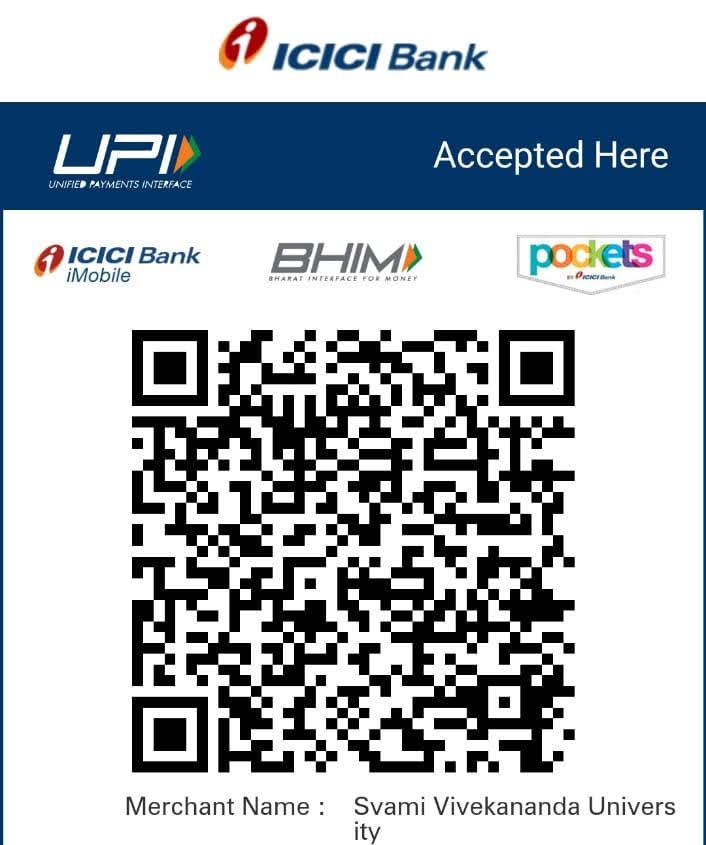 ICICI Bank
UPI
UNIFIED PAYMENTS INTERFACE
Accepted Here
ICICI Bank
iMobile
BHIM
BHARAT INTERFACE FOR MONEY
pockets
BY ICICI Bank
Merchant Name : Svami Vivekananda Univers
ity